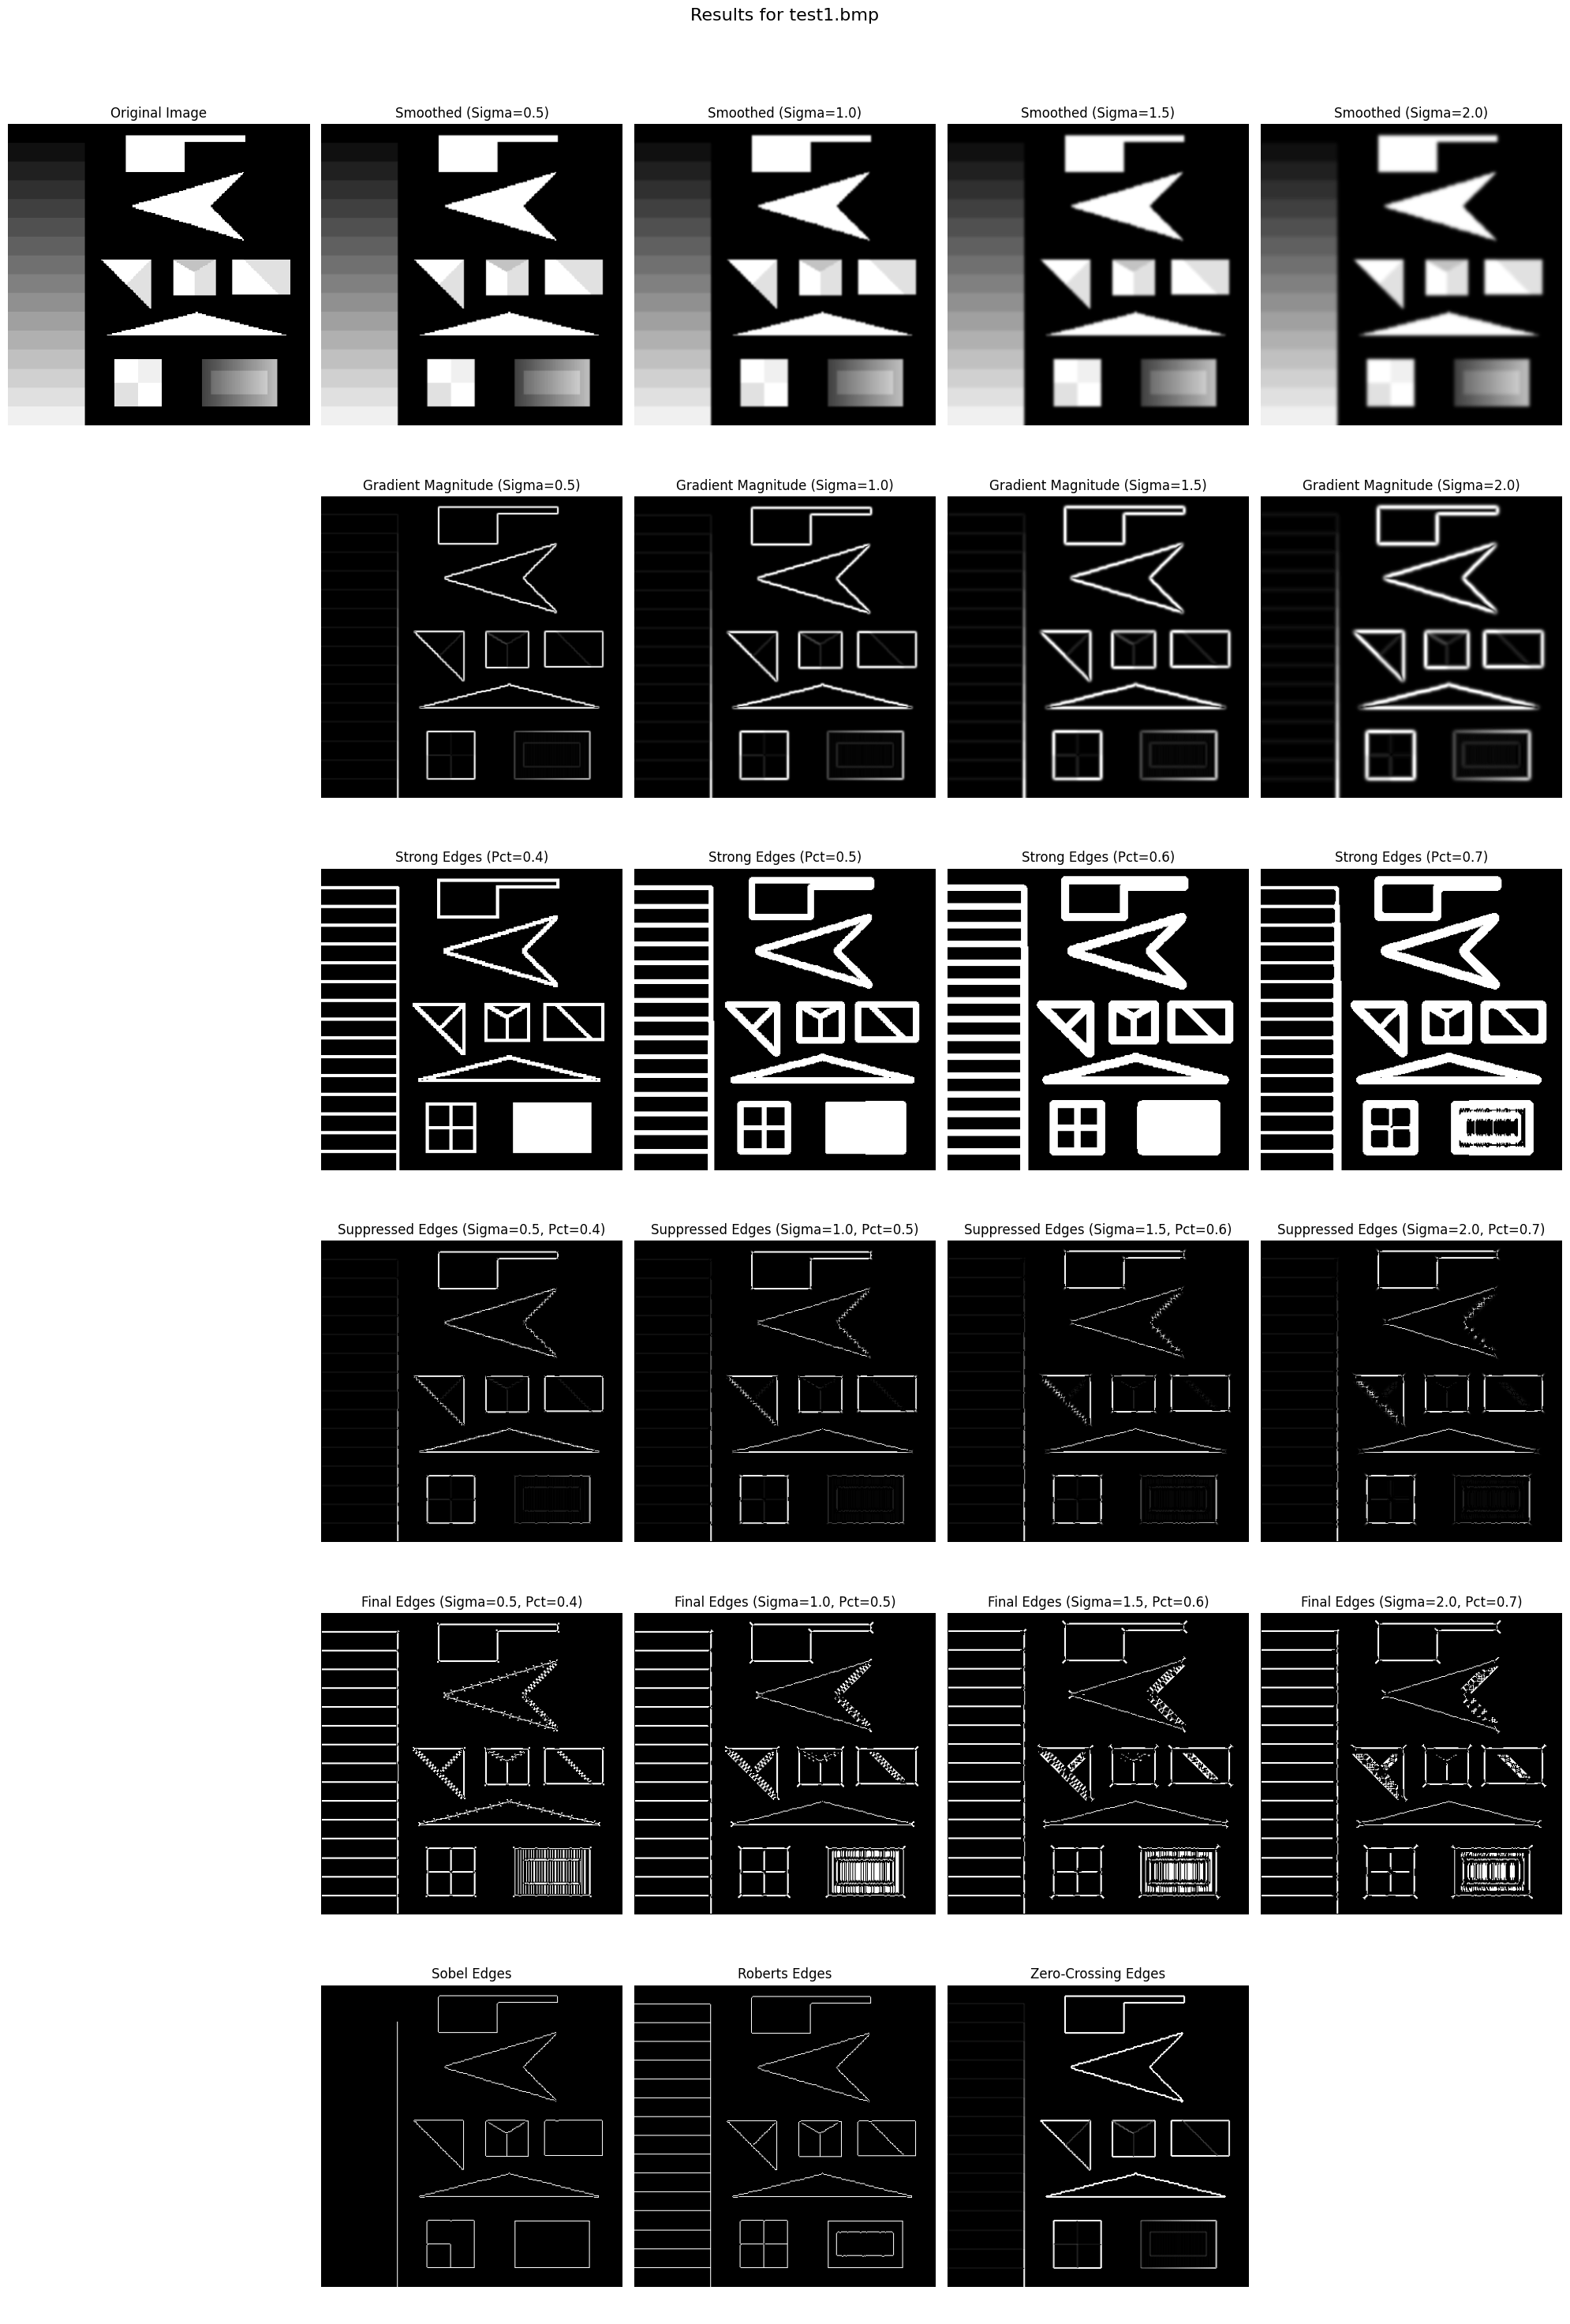 Results for test1.bmp
Original Image
Smoothed (Sigma=0.5)
Smoothed (Sigma=1.0)
Smoothed (Sigma=1.5)
Smoothed (Sigma=2.0)
Gradient Magnitude (Sigma=0.5)
Gradient Magnitude (Sigma=1.0)
Gradient Magnitude (Sigma=1.5)
Gradient Magnitude (Sigma=2.0)
Strong Edges (Pct=0.4)
Strong Edges (Pct=0.5)
Strong Edges (Pct=0.6)
Strong Edges (Pct=0.7)
Suppressed Edges (Sigma=0.5, Pct=0.4)
Suppressed Edges (Sigma=1.0, Pct=0.5)
Suppressed Edges (Sigma=1.5, Pct=0.6)
Suppressed Edges (Sigma=2.0, Pct=0.7)
Final Edges (Sigma=0.5, Pct=0.4)
Final Edges (Sigma=1.0, Pct=0.5)
Final Edges (Sigma=1.5, Pct=0.6)
Final Edges (Sigma=2.0, Pct=0.7)
Sobel Edges
Roberts Edges
Zero-Crossing Edges